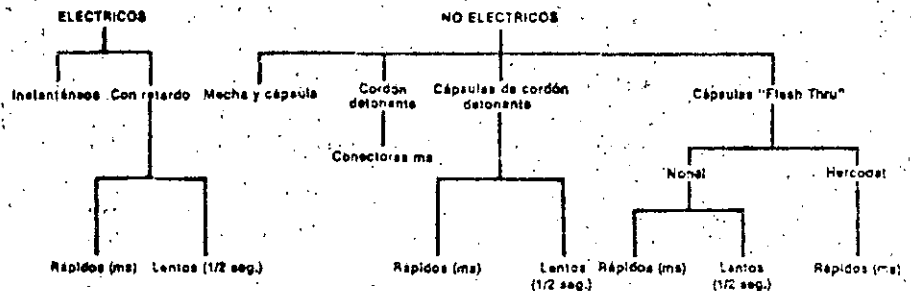 ELECTRICOS
NO ELECTRICOS
Instantáneos
Con retardo
Mecha y cápsula
Cordón
detonante
Cápsulas de cordón
detonante
Cápsulas "Flash Thru"
Conectores ms
Nonel
Hercodet
Rápidos (ms)
Lentos (1/2 seg.)
Rápidos (ms)
Lentos
(1/2 seg.)
Rápidos (ms)
Lentos
(1/2 seg.)
Rápidos (ms)